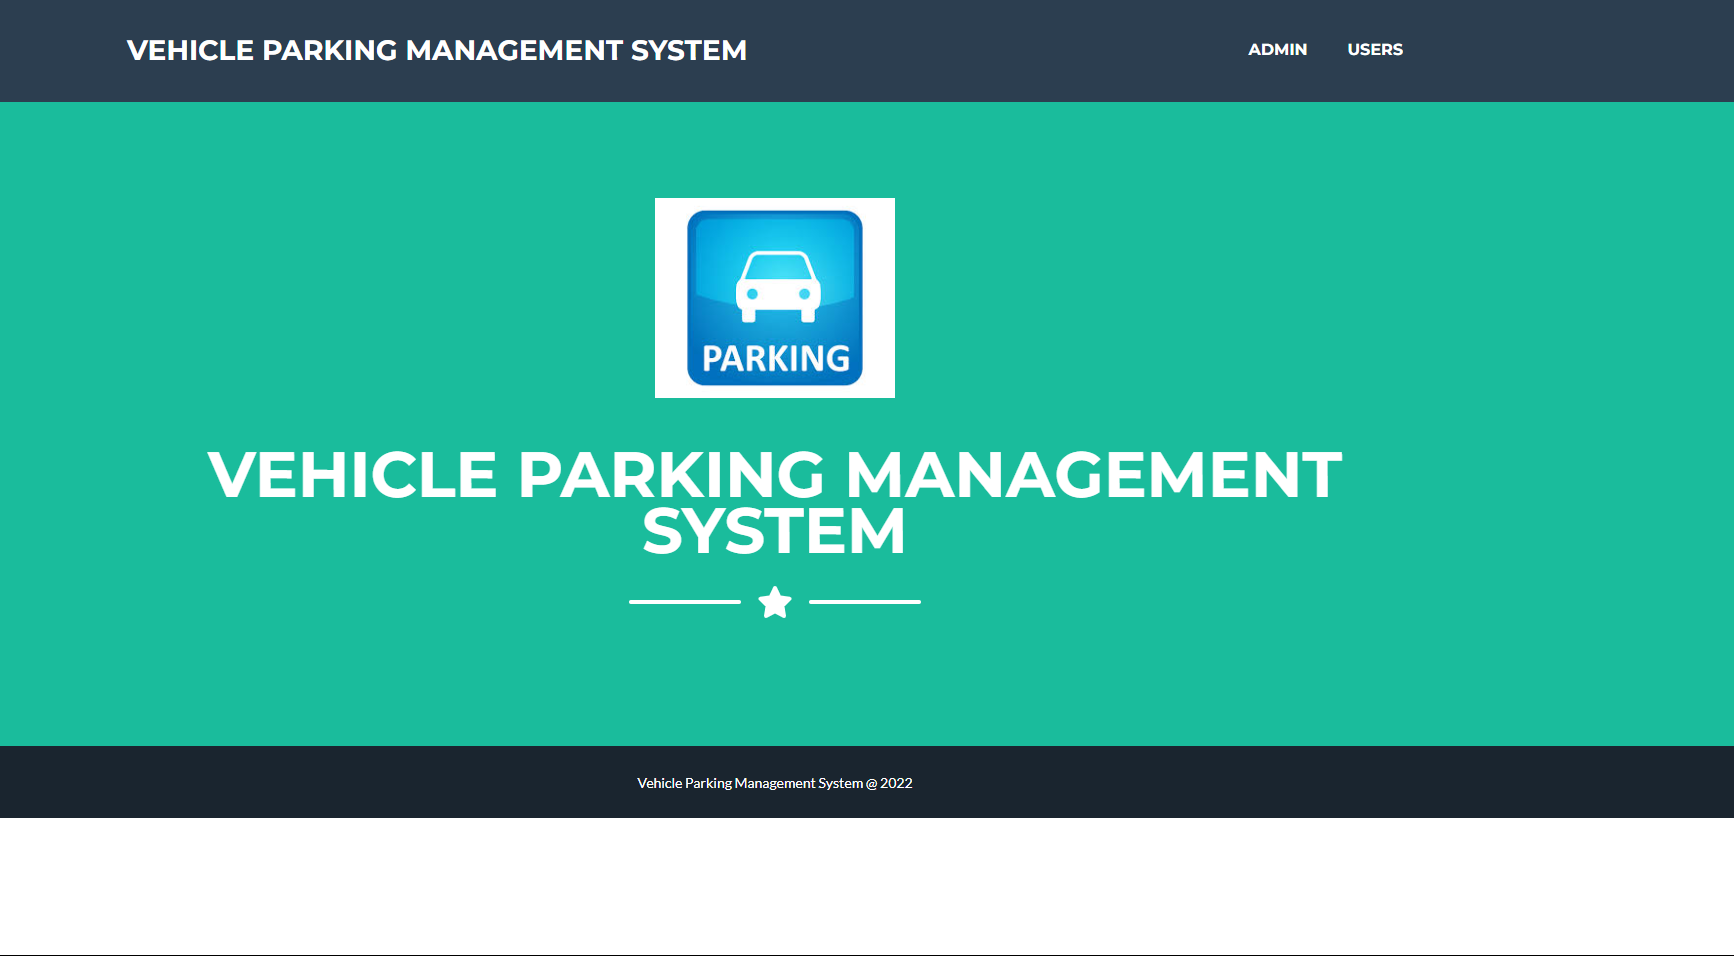 VEHICLE PARKING MANAGEMENT SYSTEM
ADMIN USERS
PARKING
VEHICLE PARKING MANAGEMENT
SYSTEM
Vehicle Parking Management System @ 2022